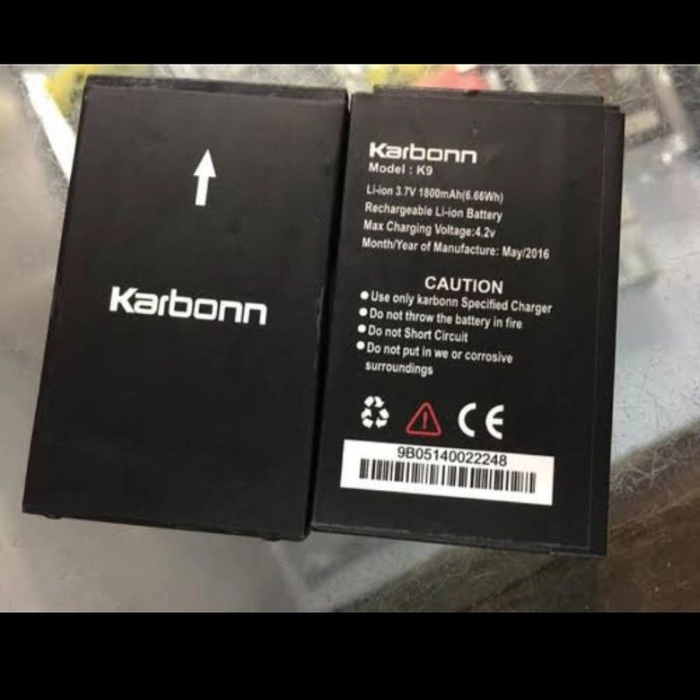 Karbonn
Karbonn
Model : K9
Li-ion 3.7V 1800mAh(6.66Wh)
Rechargeable Li-ion Battery
Max Charging Voltage:4.2v
Month/Year of Manufacture: May/2016
CAUTION
● Use only karbonn Specified Charger
● Do not throw the battery in fire
● Do not Short Circuit
● Do not put in we or corrosive
surroundings
CE
9B05140022248